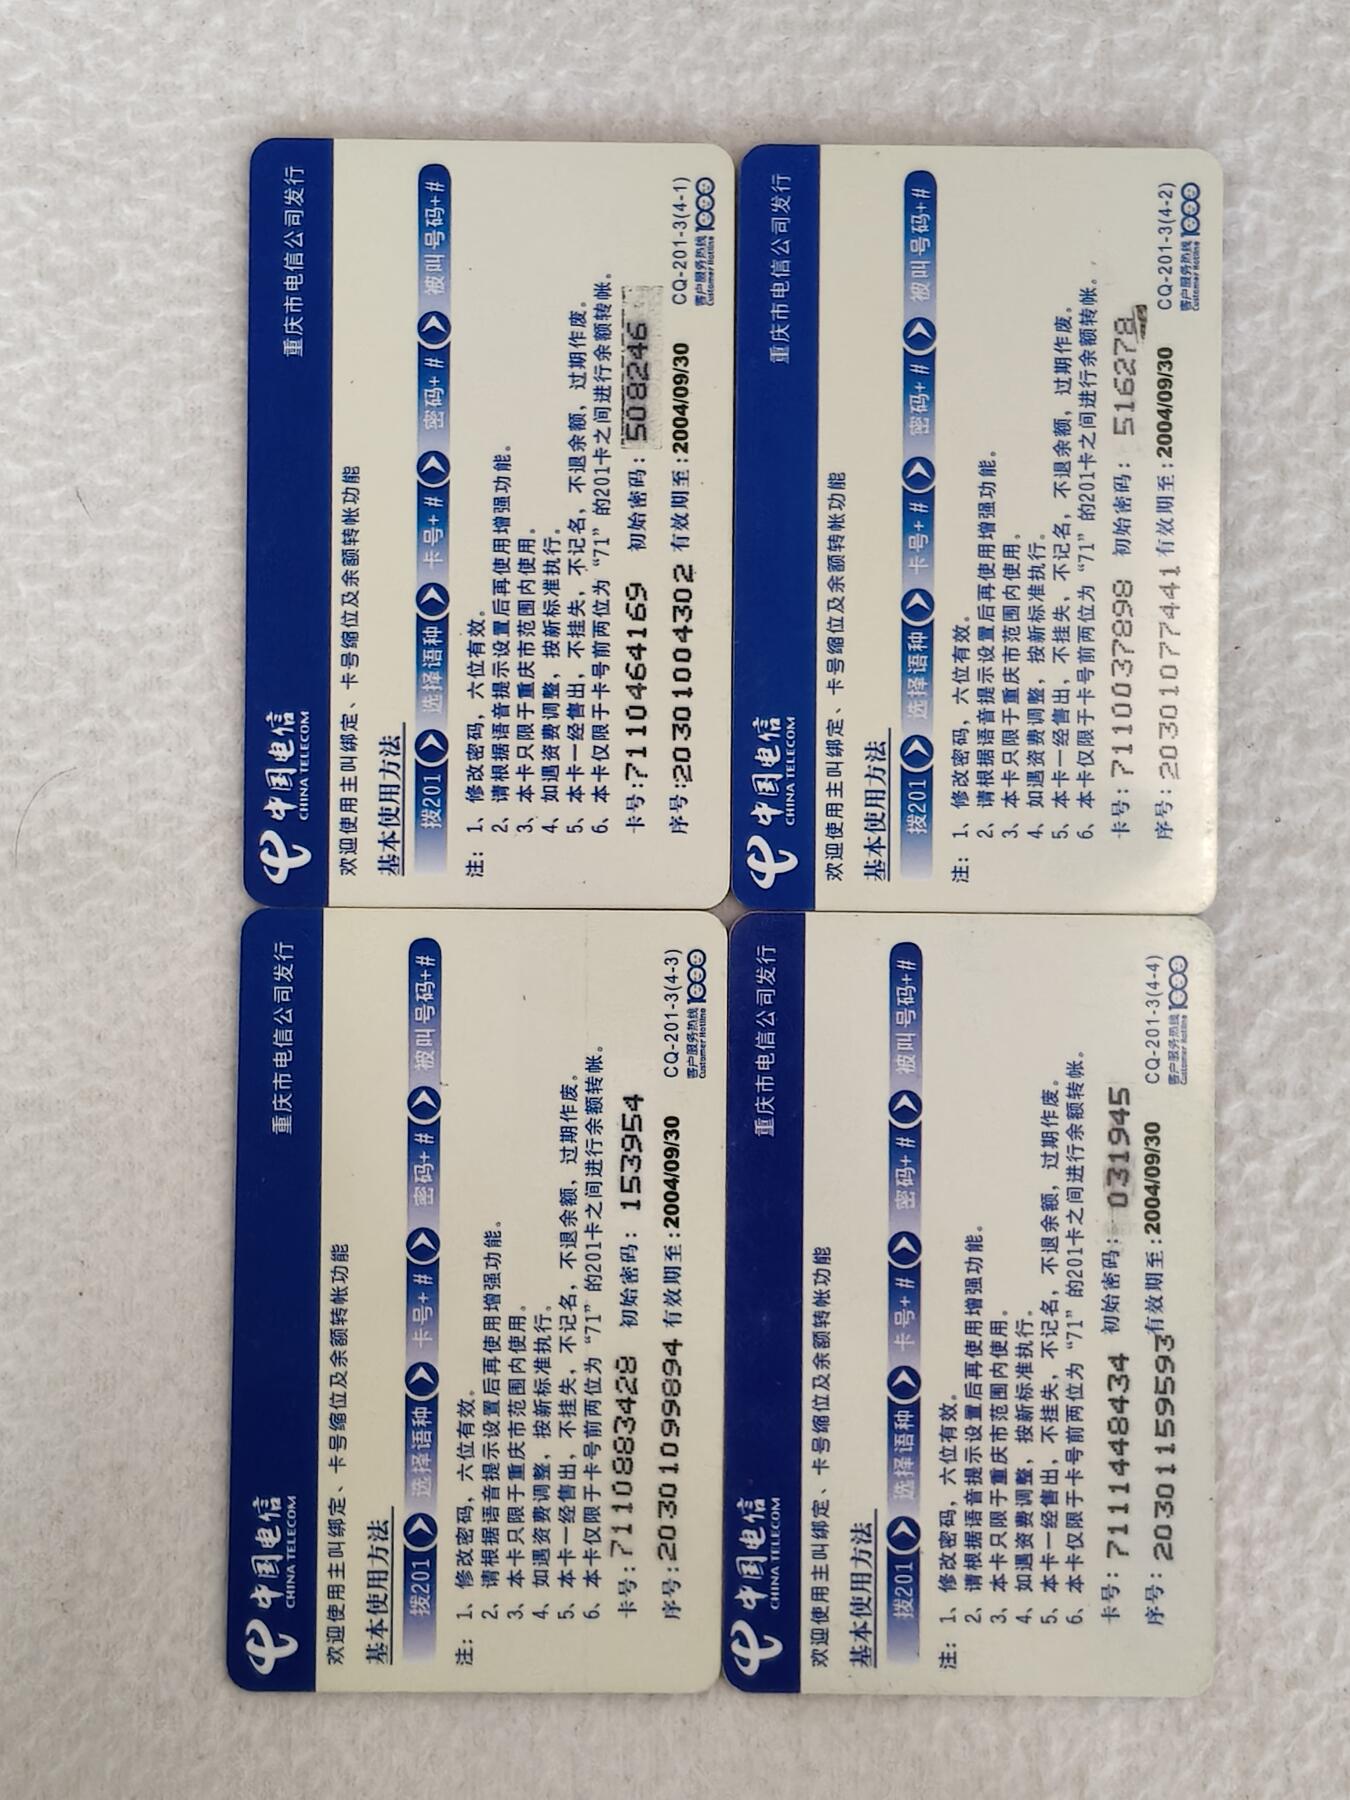 中国电信
CHINA TELECOM
重庆市电信公司发行
欢迎使用主叫绑定、卡号缩位及余额转帐功能
基本使用方法
拨201 选择语种 卡号+# 密码+# 被叫号码+#
注: 1、修改密码，六位有效。
2、请根据语音提示设置后再使用增强功能。
3、本卡只限于重庆市范围内使用。
4、如遇资费调整，按新标准执行。
5、本卡一经售出，不挂失，不记名，不退余额，过期作废。
6、本卡仅限于卡号前两位为“71”的201卡之间进行余额转帐。
卡号:7110464169 初始密码: 508246
序号:20301004302 有效期至:2004/09/30
CQ-201-3(4-1)
客户服务热线 1000
Customer Hotline
中国电信
CHINA TELECOM
重庆市电信公司发行
欢迎使用主叫绑定、卡号缩位及余额转帐功能
基本使用方法
拨201 选择语种 卡号+# 密码+# 被叫号码+#
注: 1、修改密码，六位有效。
2、请根据语音提示设置后再使用增强功能。
3、本卡只限于重庆市范围内使用。
4、如遇资费调整，按新标准执行。
5、本卡一经售出，不挂失，不记名，不退余额，过期作废。
6、本卡仅限于卡号前两位为“71”的201卡之间进行余额转帐。
卡号:7110037898 初始密码:
序号:20301077441 有效期至:2004/09/30
CQ-201-3(4-2)
客户服务热线 1000
Customer Hotline
中国电信
CHINA TELECOM
重庆市电信公司发行
欢迎使用主叫绑定、卡号缩位及余额转帐功能
基本使用方法
拨201 选择语种 卡号+# 密码+# 被叫号码+#
注: 1、修改密码，六位有效。
2、请根据语音提示设置后再使用增强功能。
3、本卡只限于重庆市范围内使用。
4、如遇资费调整，按新标准执行。
5、本卡一经售出，不挂失，不记名，不退余额，过期作废。
6、本卡仅限于卡号前两位为“71”的201卡之间进行余额转帐。
卡号:7110883428 初始密码: 153954
序号:20301099894 有效期至:2004/09/30
CQ-201-3(4-3)
客户服务热线 1000
Customer Hotline
中国电信
CHINA TELECOM
重庆市电信公司发行
欢迎使用主叫绑定、卡号缩位及余额转帐功能
基本使用方法
拨201 选择语种 卡号+# 密码+# 被叫号码+#
注: 1、修改密码，六位有效。
2、请根据语音提示设置后再使用增强功能。
3、本卡只限于重庆市范围内使用。
4、如遇资费调整，按新标准执行。
5、本卡一经售出，不挂失，不记名，不退余额，过期作废。
6、本卡仅限于卡号前两位为“71”的201卡之间进行余额转帐。
卡号:7111448434 初始密码: 031945
序号:20301159593 有效期至:2004/09/30
CQ-201-3(4-4)
客户服务热线 1000
Customer Hotline